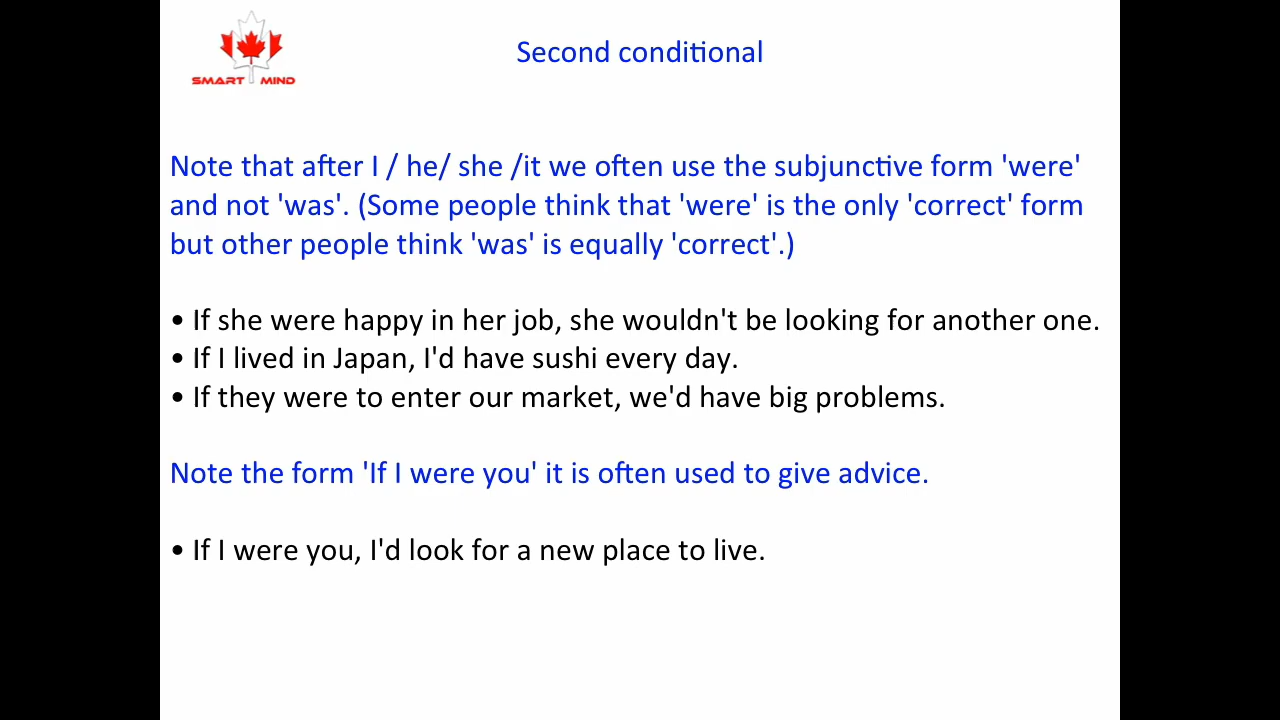 SMART MIND
Second conditional
Note that after I / he/ she /it we often use the subjunctive form 'were'
and not 'was'. (Some people think that 'were' is the only 'correct' form
but other people think 'was' is equally 'correct'.)
• If she were happy in her job, she wouldn't be looking for another one.
• If I lived in Japan, I'd have sushi every day.
• If they were to enter our market, we'd have big problems.
Note the form 'If I were you' it is often used to give advice.
• If I were you, I'd look for a new place to live.